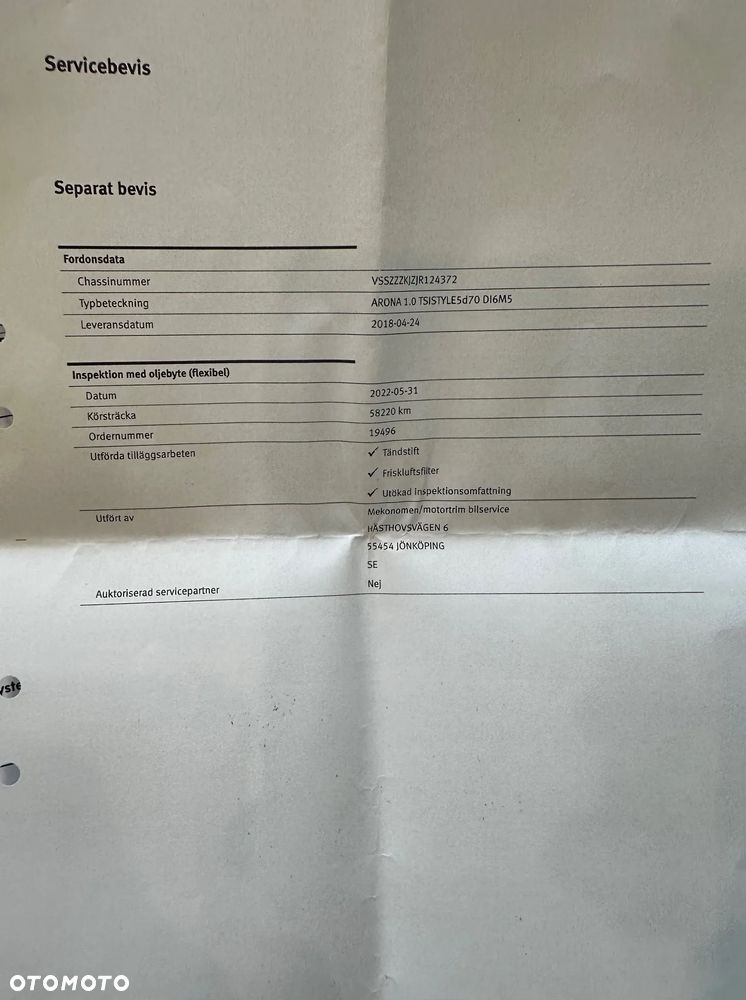 Servicebevis
Separat bevis
Fordonsdata
Chassinummer VSSZZZKJZJR124372
Typbeteckning ARONA 1.0 TSISTYLE5d70 DI6M5
Leveransdatum 2018-04-24
Inspektion med oljebyte (flexibel)
Datum 2022-05-31
Körsträcka 58220 km
Ordernummer 19496
Utförda tilläggsarbeten ✓ Tändstift
✓ Friskluftsfilter
✓ Utökad inspektionsomfattning
Utfört av Mekonomen/motortrim bilservice
HÄSTHOVSVÄGEN 6
55454 JÖNKÖPING
SE
Auktoriserad servicepartner Nej
OTOMOTO